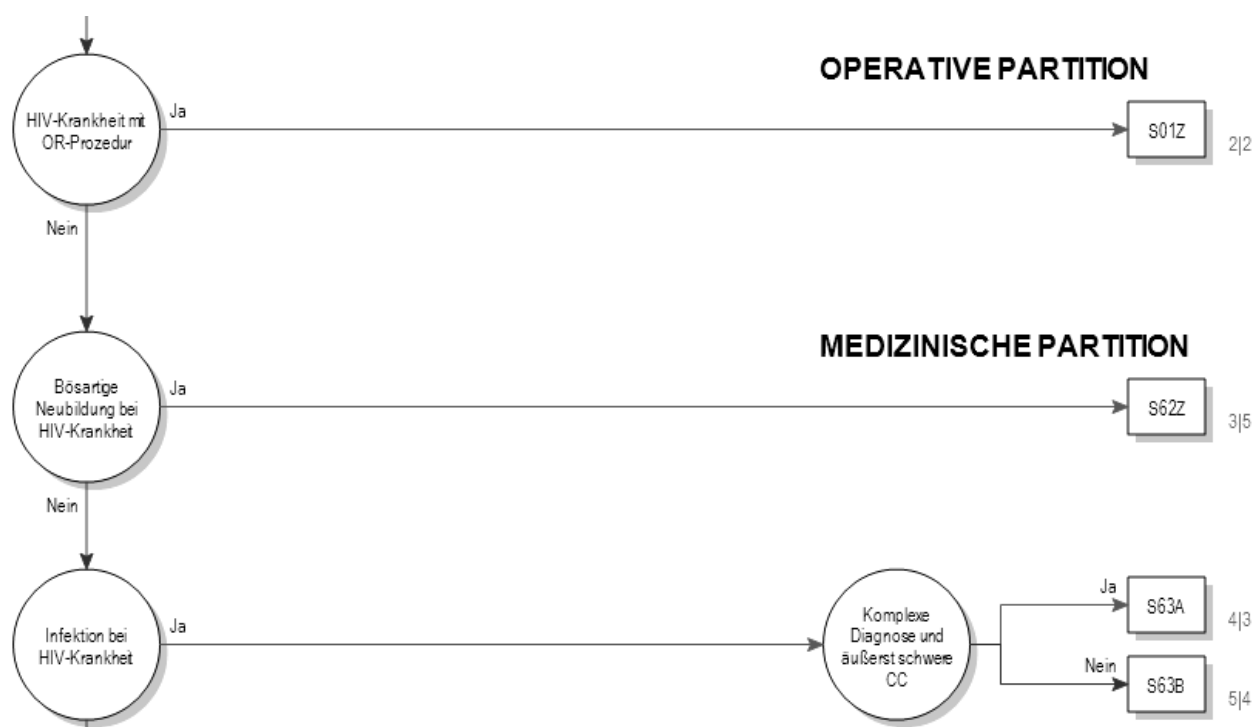 OPERATIVE PARTITION
HIV-Krankheit mit
OR-Prozedur
Ja
S01Z
2|2
Nein
MEDIZINISCHE PARTITION
Bösartige
Neubildung bei
HIV-Krankheit
Ja
S62Z
3|5
Nein
Infektion bei
HIV-Krankheit
Ja
Komplexe
Diagnose und
äußerst schwere
CC
Ja
S63A
4|3
Nein
S63B
5|4